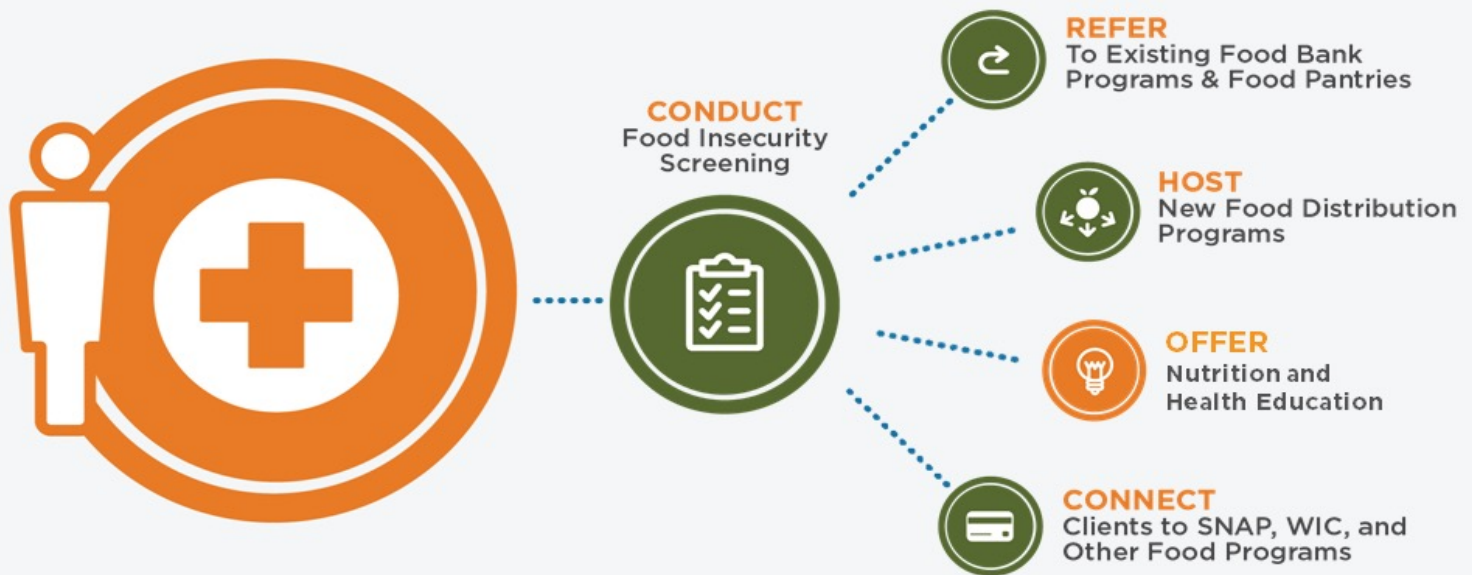 CONDUCT
Food Insecurity
Screening
REFER
To Existing Food Bank
Programs & Food Pantries
HOST
New Food Distribution
Programs
OFFER
Nutrition and
Health Education
CONNECT
Clients to SNAP, WIC, and
Other Food Programs